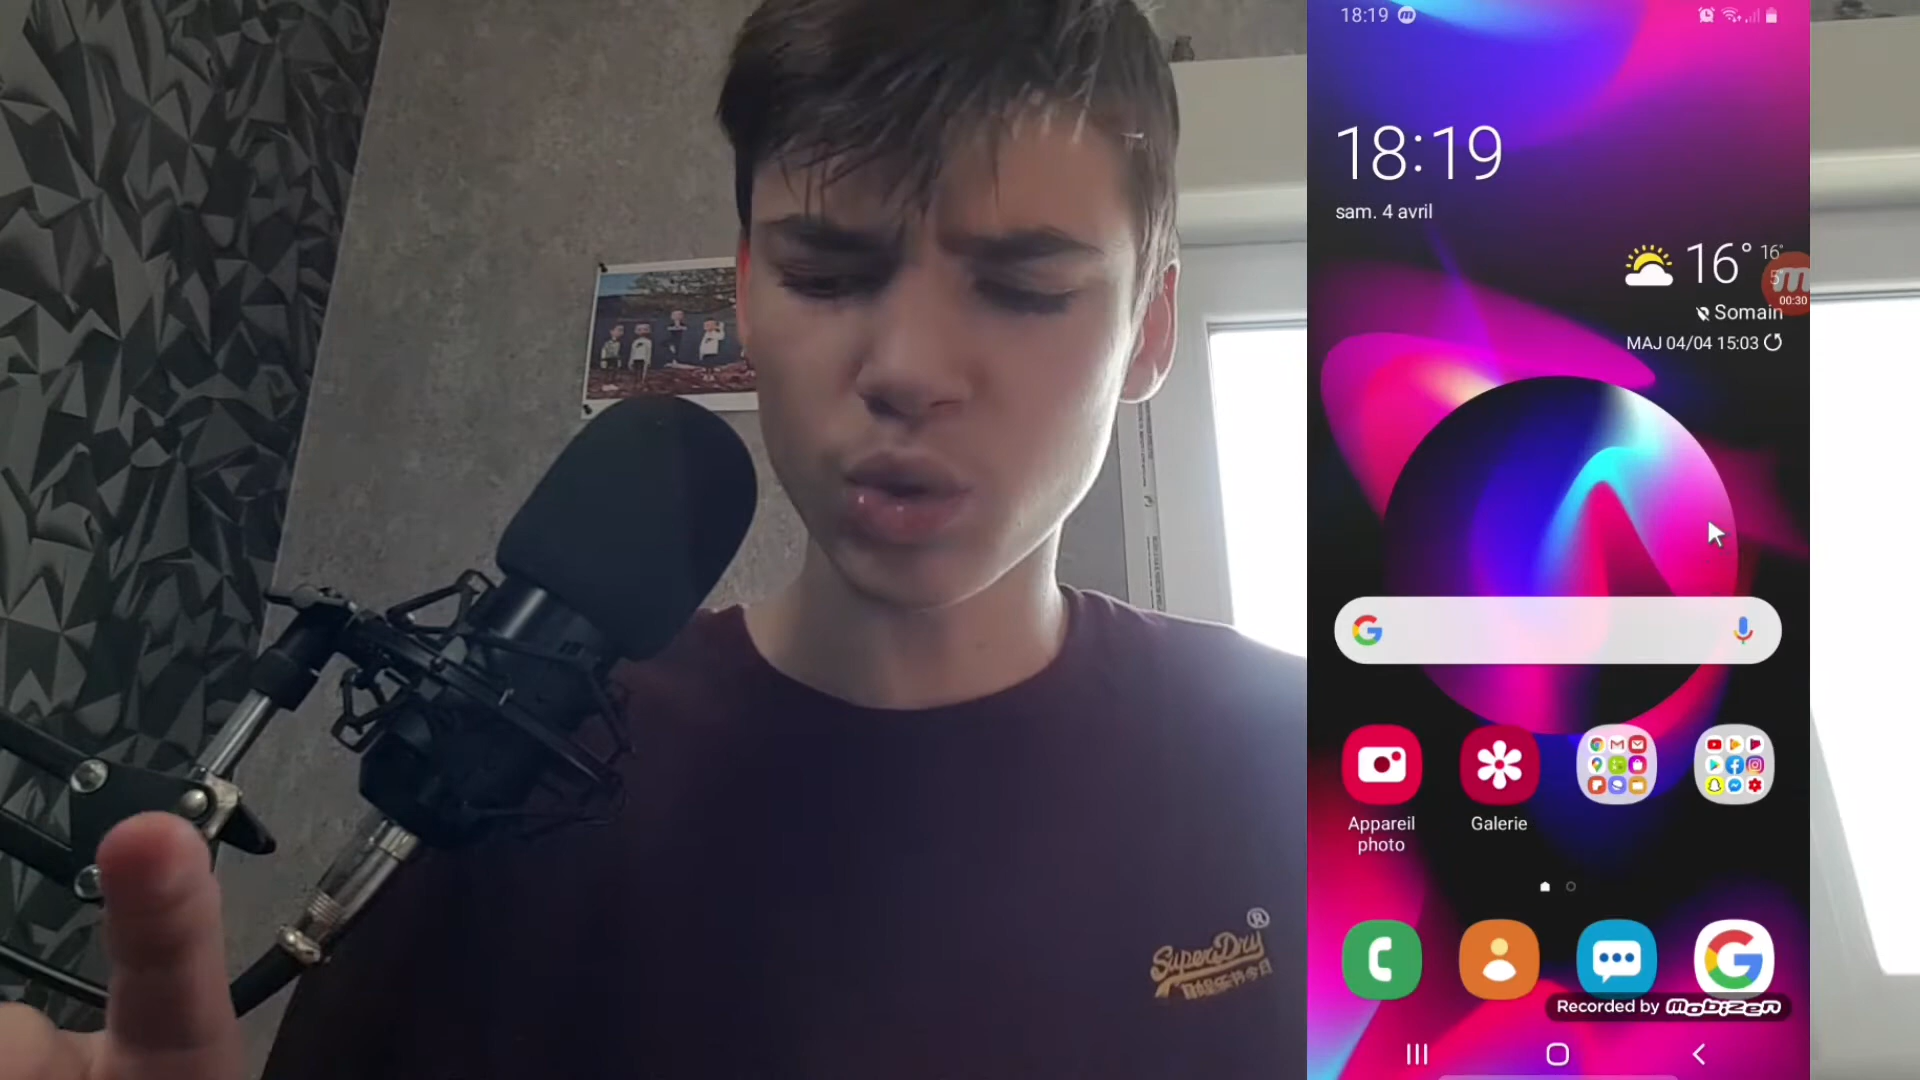 18:19
18:19
sam. 4 avril
16° 16°
5°
00:30
Somain
MAJ 04/04 15:03
Appareil
photo
Galerie
SuperDry®
Recorded by mobizen